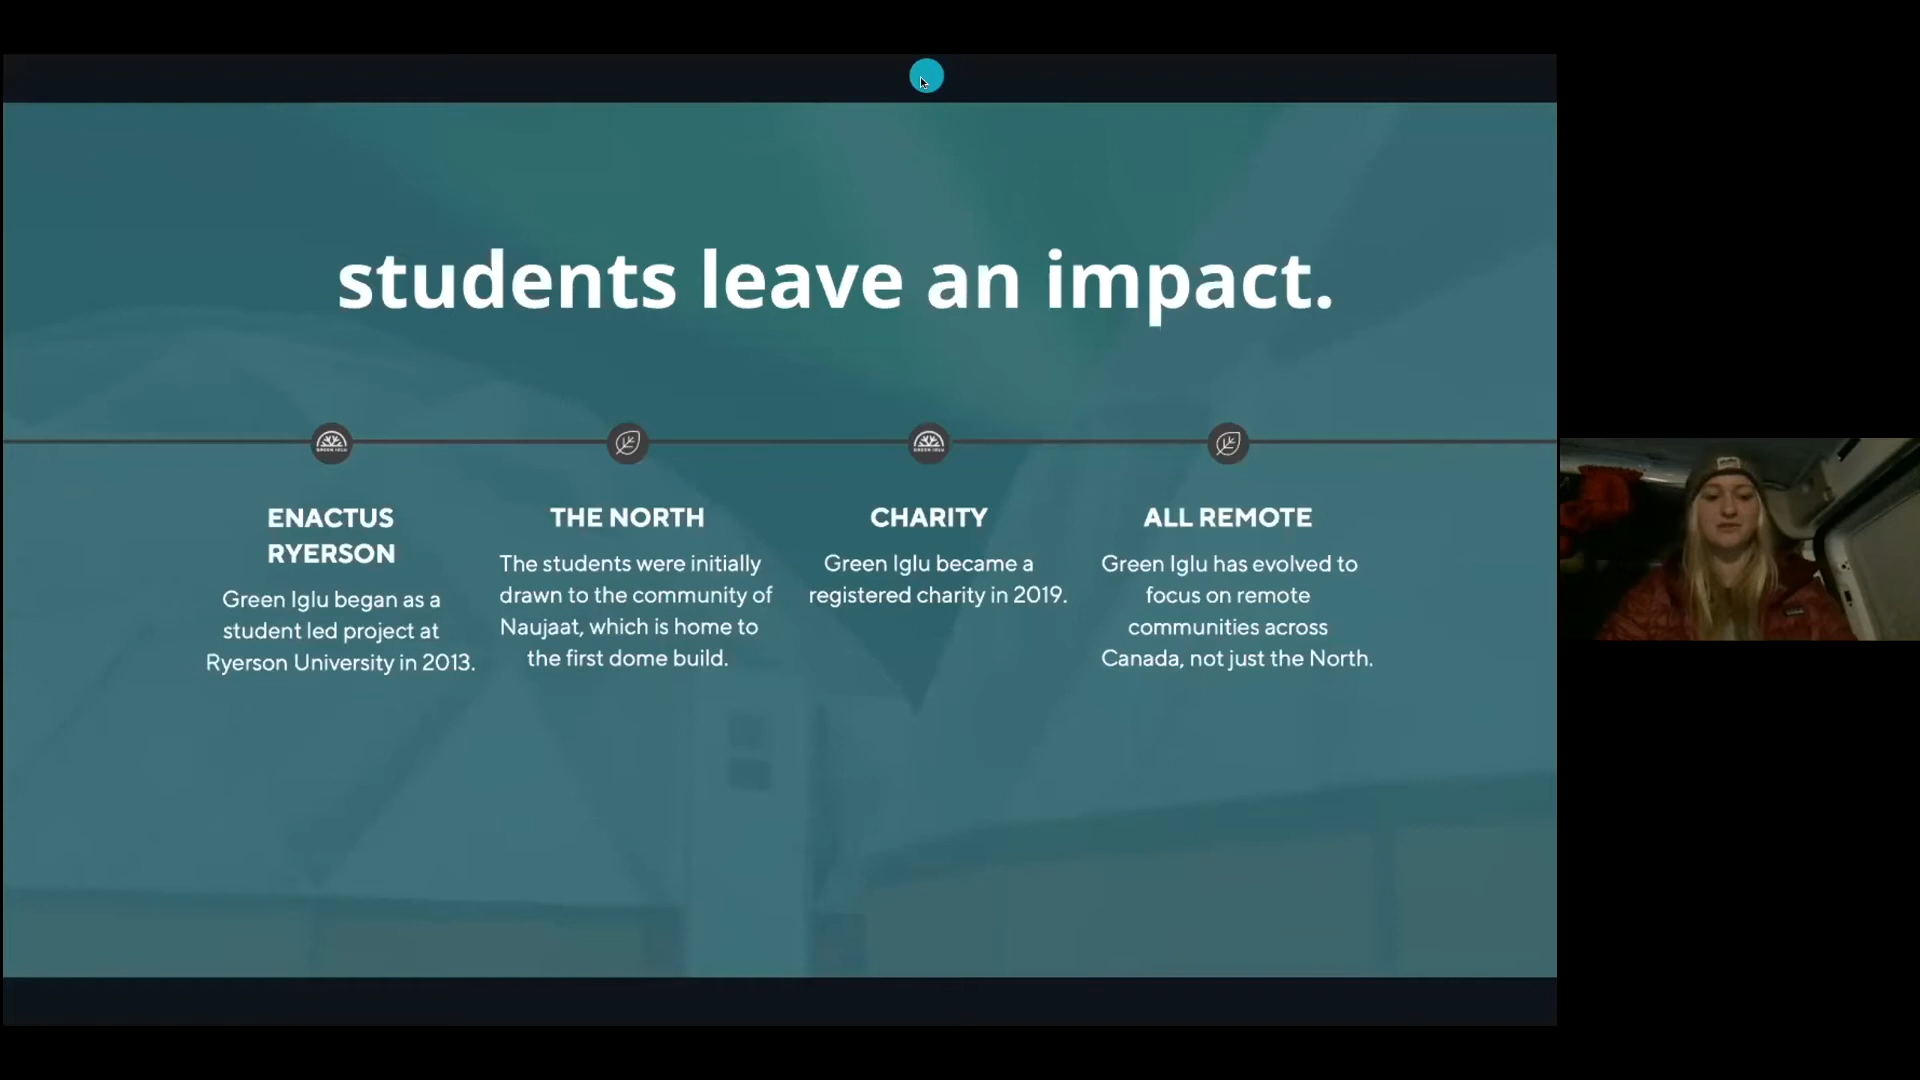 students leave an impact.
ENACTUS
RYERSON
Green Iglu began as a
student led project at
Ryerson University in 2013.
THE NORTH
The students were initially
drawn to the community of
Naujaat, which is home to
the first dome build.
CHARITY
Green Iglu became a
registered charity in 2019.
ALL REMOTE
Green Iglu has evolved to
focus on remote
communities across
Canada, not just the North.